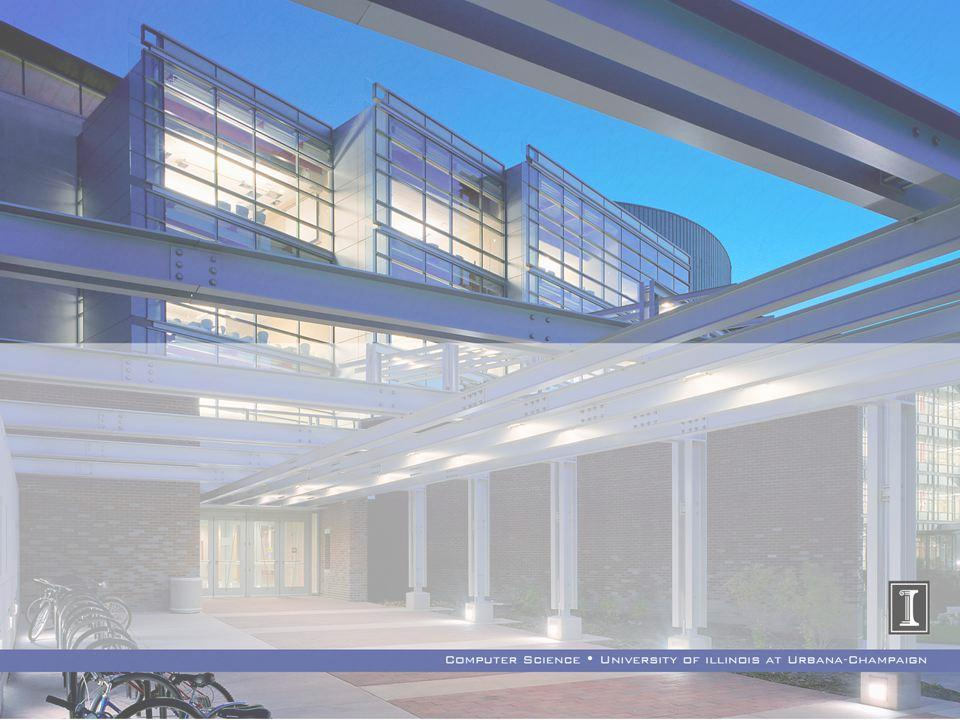 Computer Science • University of illinois at Urbana-Champaign
I